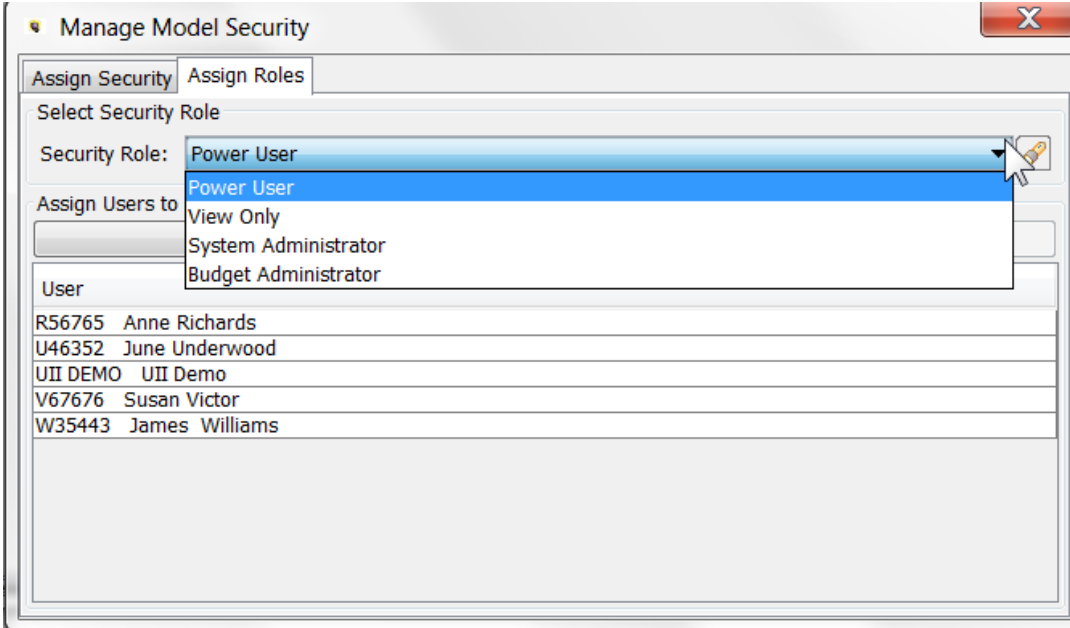 Manage Model Security
Assign Security Assign Roles
Select Security Role
Security Role: Power User
Power User
Assign Users to
View Only
System Administrator
Budget Administrator
User
R56765 Anne Richards
U46352 June Underwood
UII DEMO UII Demo
V67676 Susan Victor
W35443 James Williams